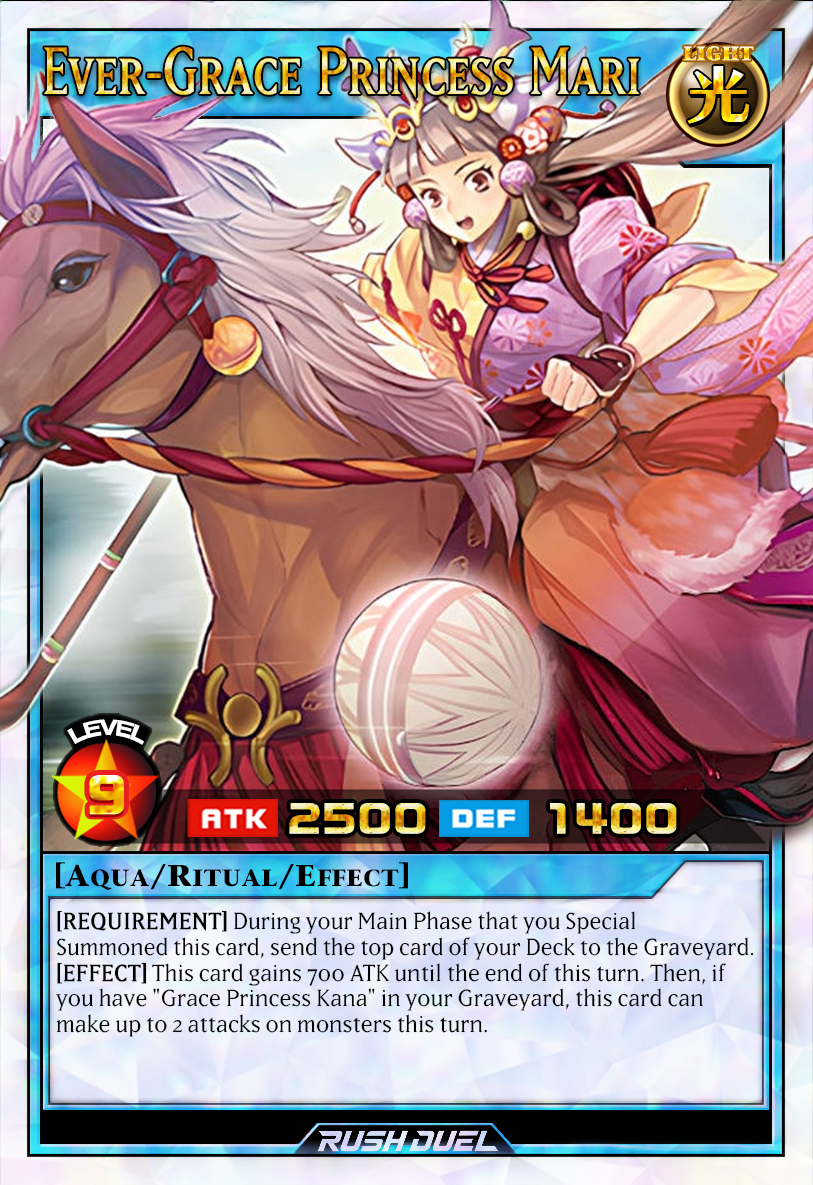 Ever-Grace Princess Mari
LIGHT
光
LEVEL
9
ATK 2500 DEF 1400
[Aqua/Ritual/Effect]
[REQUIREMENT] During your Main Phase that you Special
Summoned this card, send the top card of your Deck to the Graveyard.
[EFFECT] This card gains 700 ATK until the end of this turn. Then, if
you have "Grace Princess Kana" in your Graveyard, this card can
make up to 2 attacks on monsters this turn.
RUSH DUEL